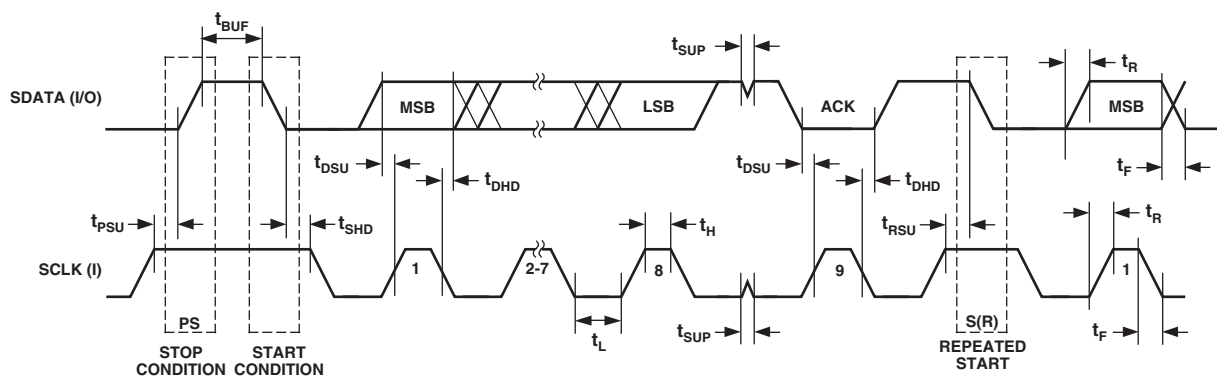 tBUF
tSUP
tR
SDATA (I/O)
MSB
LSB
ACK
MSB
tDSU
tDHD
tDSU
tDHD
tF
tPSU
tSHD
tH
tRSU
tR
SCLK (I)
1
2-7
8
9
1
PS
S(R)
tL
tSUP
tF
STOP
CONDITION
START
CONDITION
REPEATED
START